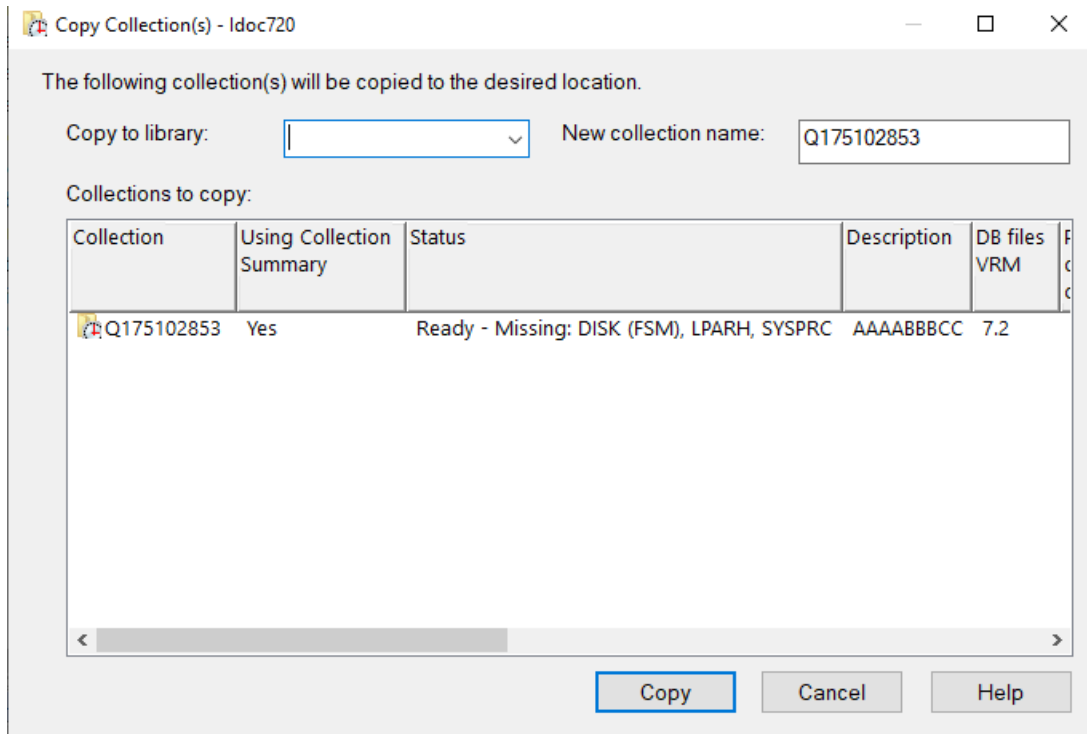 Copy Collection(s) - Idoc720
The following collection(s) will be copied to the desired location.
Copy to library: New collection name: Q175102853
Collections to copy:
Collection Using Collection Summary Status Description DB files VRM
Q175102853 Yes Ready - Missing: DISK (FSM), LPARH, SYSPRC AAAABBBCC 7.2
Copy Cancel Help